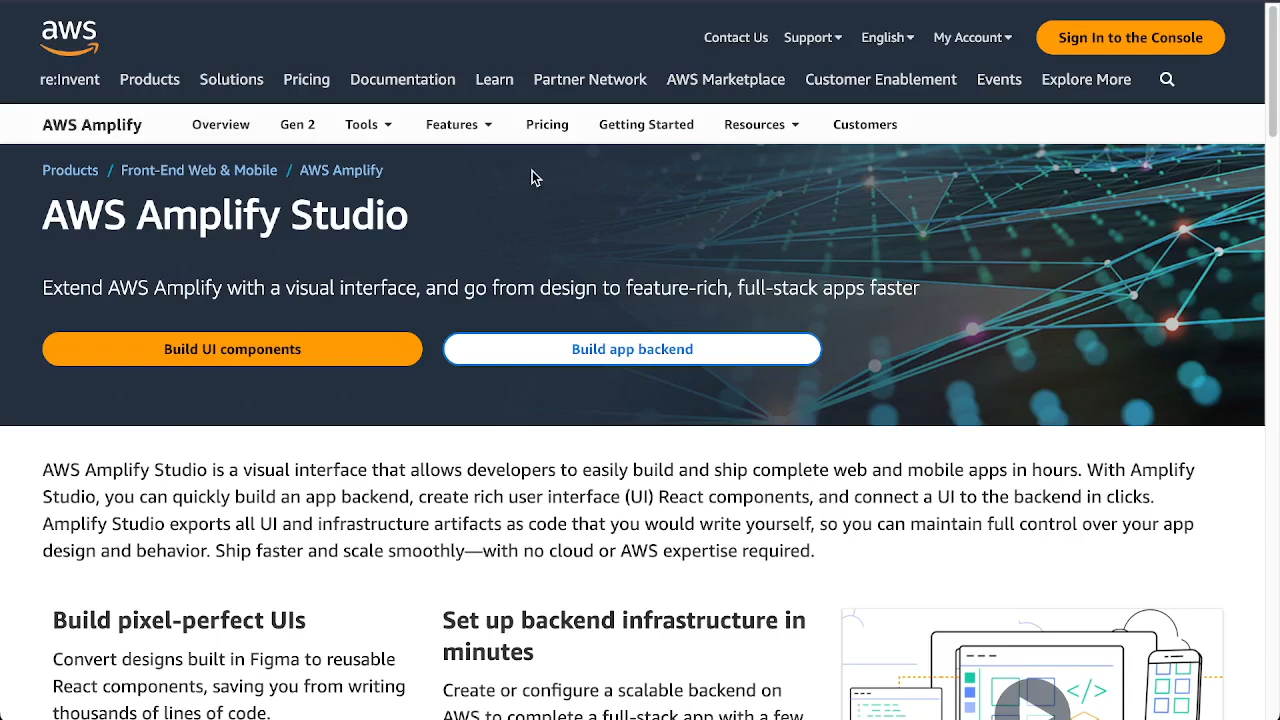 aws
Contact Us Support English My Account Sign In to the Console
re:Invent Products Solutions Pricing Documentation Learn Partner Network AWS Marketplace Customer Enablement Events Explore More
AWS Amplify Overview Gen 2 Tools Features Pricing Getting Started Resources Customers
Products / Front-End Web & Mobile / AWS Amplify
AWS Amplify Studio
Extend AWS Amplify with a visual interface, and go from design to feature-rich, full-stack apps faster
Build UI components Build app backend
AWS Amplify Studio is a visual interface that allows developers to easily build and ship complete web and mobile apps in hours. With Amplify
Studio, you can quickly build an app backend, create rich user interface (UI) React components, and connect a UI to the backend in clicks.
Amplify Studio exports all UI and infrastructure artifacts as code that you would write yourself, so you can maintain full control over your app
design and behavior. Ship faster and scale smoothly—with no cloud or AWS expertise required.
Build pixel-perfect UIs
Convert designs built in Figma to reusable
React components, saving you from writing
thousands of lines of code.
Set up backend infrastructure in
minutes
Create or configure a scalable backend on
AWS to complete a full-stack app with a few
</>